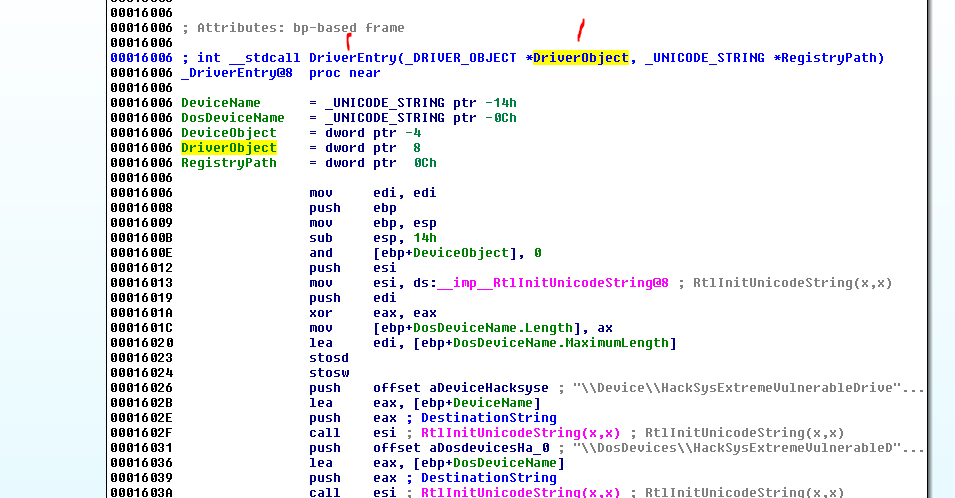 00016006
00016006 ; Attributes: bp-based frame
00016006
00016006 ; int __stdcall DriverEntry(_DRIVER_OBJECT *DriverObject, _UNICODE_STRING *RegistryPath)
00016006 _DriverEntry@8 proc near
00016006
00016006 DeviceName = _UNICODE_STRING ptr -14h
00016006 DosDeviceName = _UNICODE_STRING ptr -0Ch
00016006 DeviceObject = dword ptr -4
00016006 DriverObject = dword ptr 8
00016006 RegistryPath = dword ptr 0Ch
00016006
00016006 mov edi, edi
00016008 push ebp
00016009 mov ebp, esp
0001600B sub esp, 14h
0001600E and [ebp+DeviceObject], 0
00016012 push esi
00016013 mov esi, ds:__imp__RtlInitUnicodeString@8 ; RtlInitUnicodeString(x,x)
00016019 push edi
0001601A xor eax, eax
0001601C mov [ebp+DosDeviceName.Length], ax
00016020 lea edi, [ebp+DosDeviceName.MaximumLength]
00016023 stosd
00016024 stosw
00016026 push offset aDeviceHacksyse ; "\\Device\\HackSysExtremeVulnerableDrive"...
0001602B lea eax, [ebp+DeviceName]
0001602E push eax ; DestinationString
0001602F call esi ; RtlInitUnicodeString(x,x) ; RtlInitUnicodeString(x,x)
00016031 push offset aDosdevicesHa_0 ; "\\DosDevices\\HackSysExtremeVulnerableD"...
00016036 lea eax, [ebp+DosDeviceName]
00016039 push eax ; DestinationString
0001603A call esi ; RtlInitUnicodeString(x,x) ; RtlInitUnicodeString(x,x)